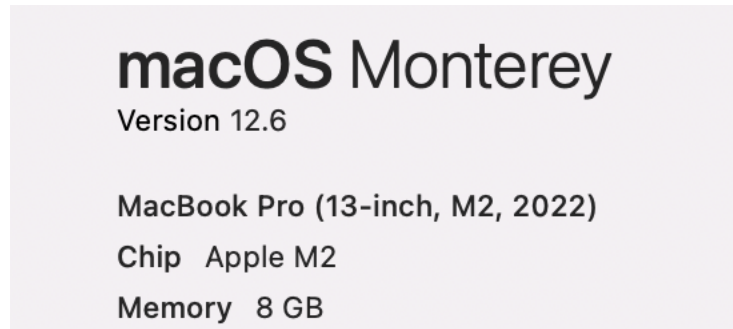 macOS Monterey
Version 12.6
MacBook Pro (13-inch, M2, 2022)
Chip Apple M2
Memory 8 GB